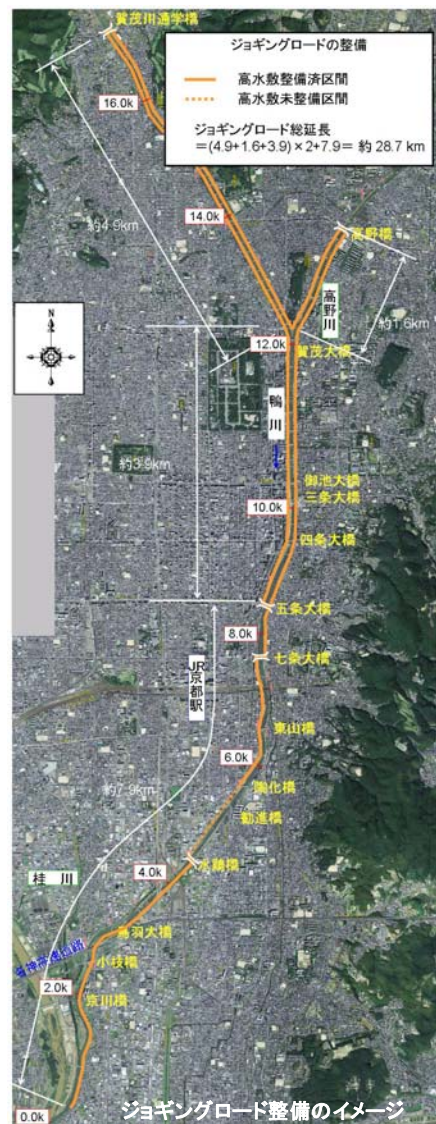 賀茂川通学橋
ジョギングロードの整備
高水敷整備済区間
高水敷未整備区間
ジョギングロード総延長
=(4.9+1.6+3.9)×2+7.9= 約 28.7 km
16.0k
約4.9km
14.0k
高野橋
高野川
約1.6km
N
12.0k
賀茂大橋
鴨川
約3.9km
御池大橋
三条大橋
10.0k
四条大橋
五条大橋
8.0k
七条大橋
JR京都駅
東山橋
6.0k
陶化橋
約7.9km
勧進橋
水鶏橋
4.0k
桂 川
鳥羽大橋
小枝橋
2.0k
京川橋
0.0k
ジョギングロード整備のイメージ